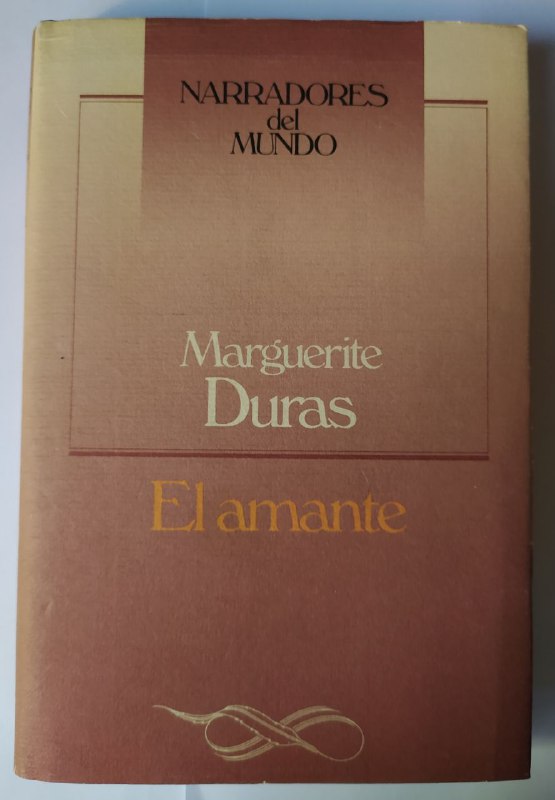 NARRADORES
del
MUNDO
Marguerite
Duras
El amante